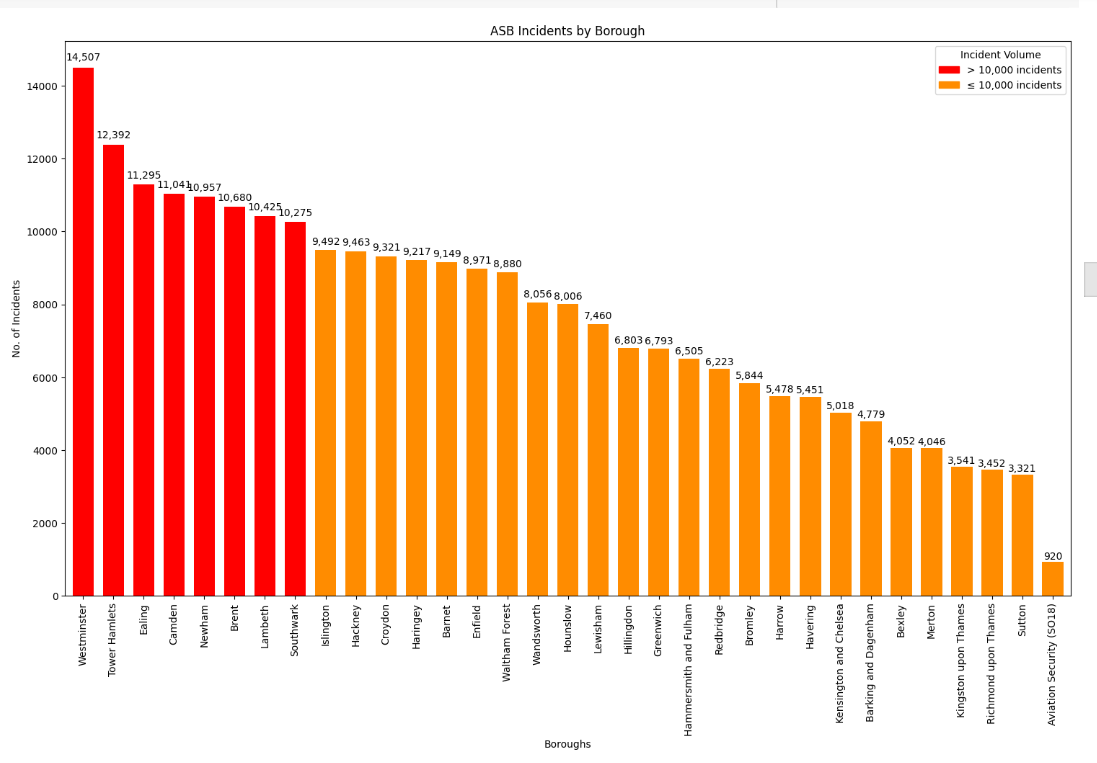 ASB Incidents by Borough
Incident Volume
> 10,000 incidents
≤ 10,000 incidents
No. of Incidents
14000
12000
10000
8000
6000
4000
2000
0
14,507
12,392
11,295
11,041
10,957
10,680
10,425
10,275
9,492
9,463
9,321
9,217
9,149
8,971
8,880
8,056
8,006
7,460
6,803
6,793
6,505
6,223
5,844
5,478
5,451
5,018
4,779
4,052
4,046
3,541
3,452
3,321
920
Westminster
Tower Hamlets
Ealing
Camden
Newham
Brent
Lambeth
Southwark
Islington
Hackney
Croydon
Haringey
Barnet
Enfield
Waltham Forest
Wandsworth
Hounslow
Lewisham
Hillingdon
Greenwich
Hammersmith and Fulham
Redbridge
Bromley
Harrow
Havering
Kensington and Chelsea
Barking and Dagenham
Bexley
Merton
Kingston upon Thames
Richmond upon Thames
Sutton
Aviation Security (SO18)
Boroughs